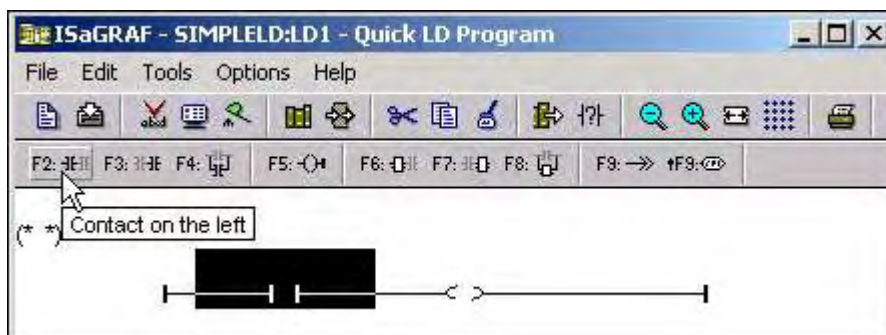 ISaGRAF - SIMPLELD:LD1 - Quick LD Program
File Edit Tools Options Help
F2: F3: F4: F5: F6: F7: F8: F9: F9:
Contact on the left
(* *)